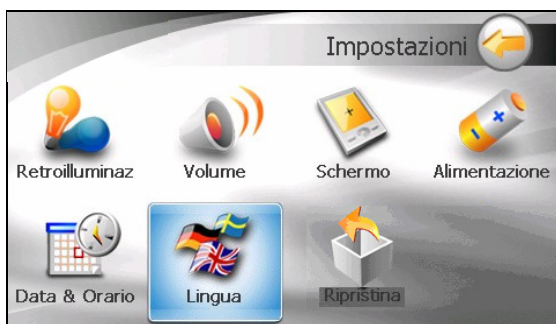 Impostazioni
Retroilluminaz
Volume
Schermo
Alimentazione
Data & Orario
Lingua
Ripristina